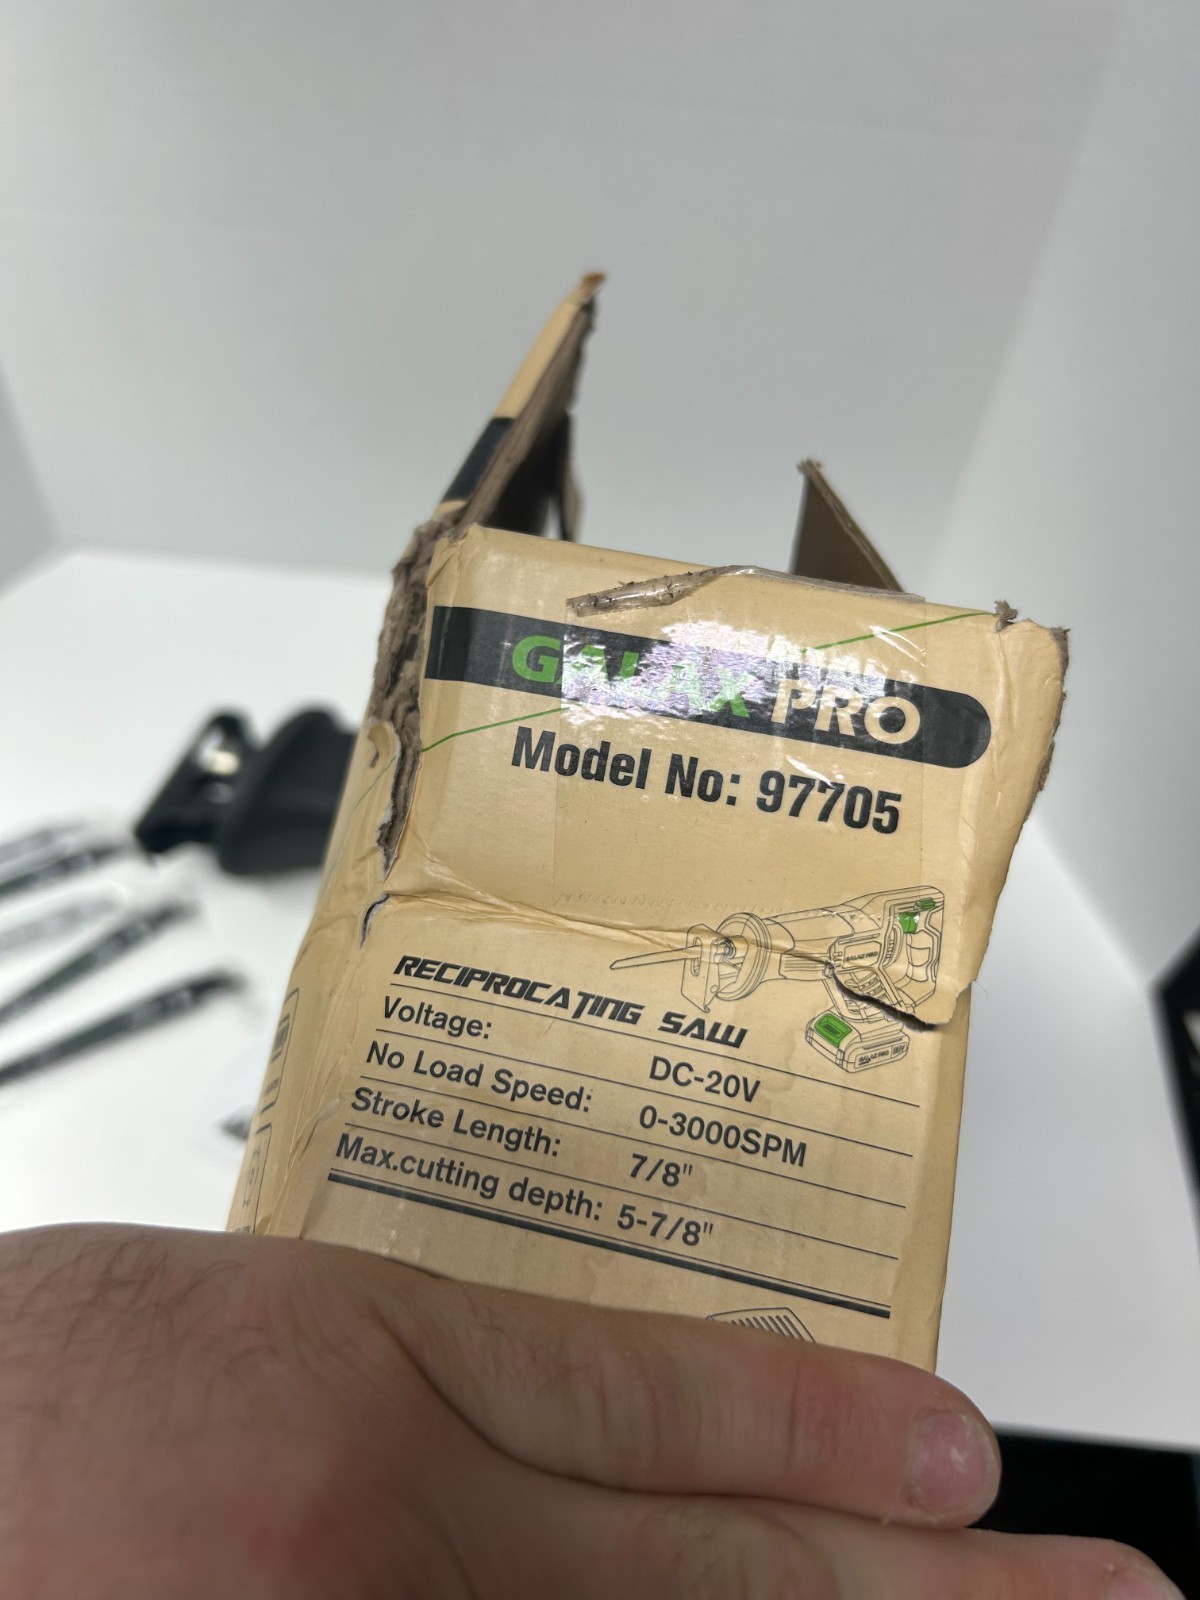 GALAX PRO
Model No: 97705
RECIPROCATING SAW
Voltage: DC-20V
No Load Speed: 0-3000SPM
Stroke Length: 7/8"
Max.cutting depth: 5-7/8"